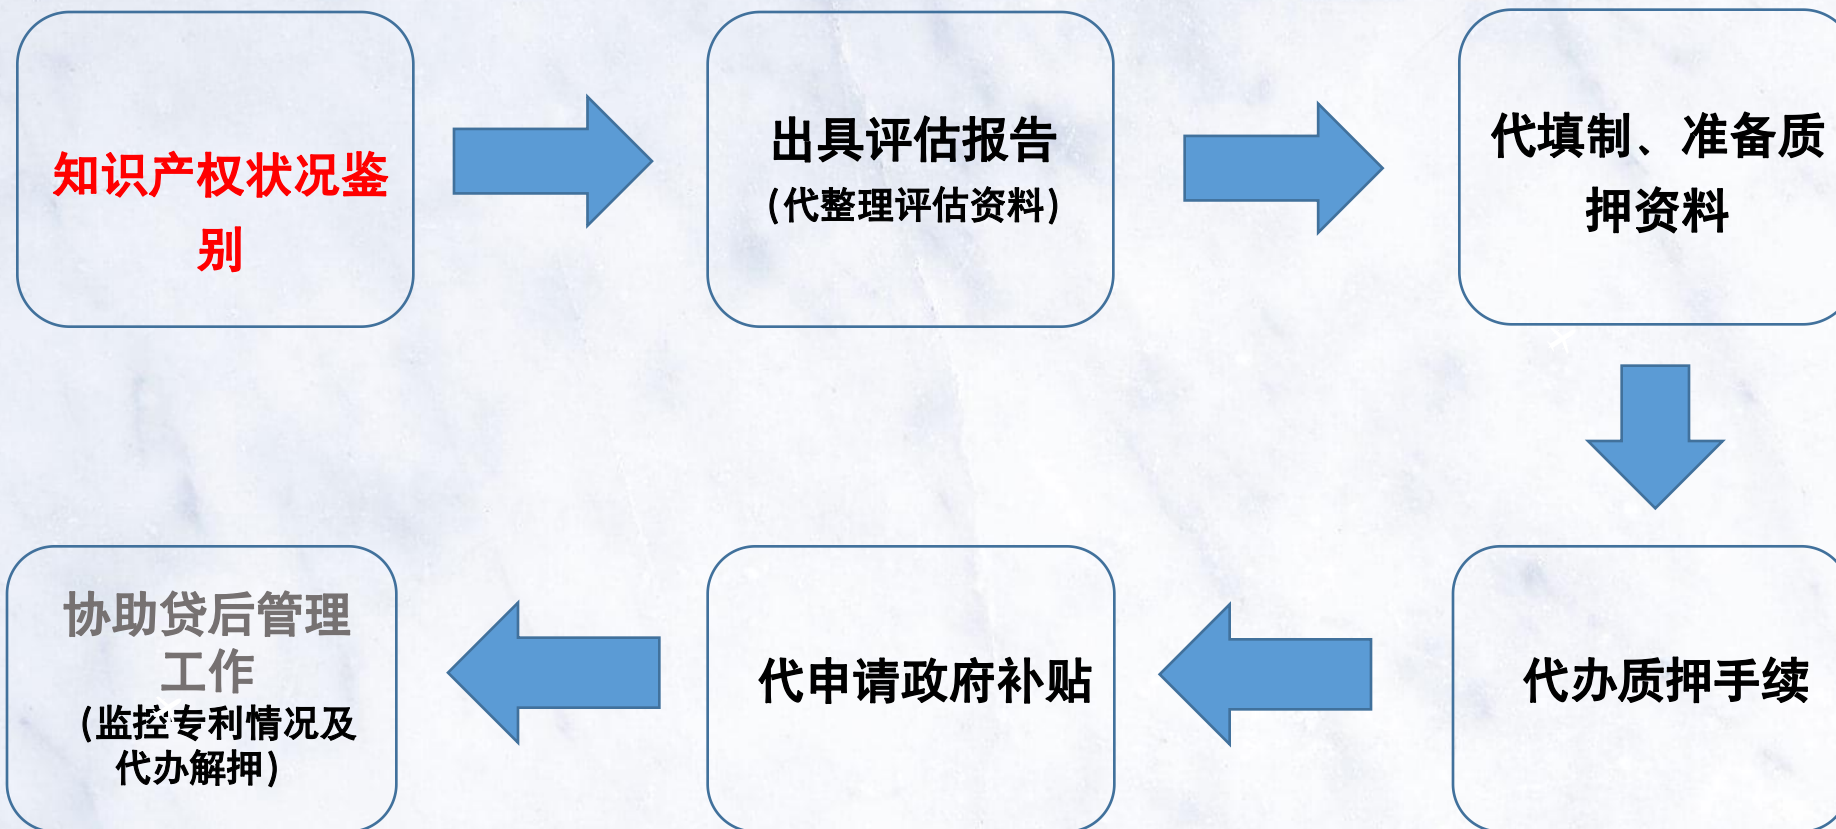 知识产权状况鉴
别
出具评估报告
(代整理评估资料)
代填制、准备质
押资料
代办质押手续
代申请政府补贴
协助贷后管理
工作
(监控专利情况及
代办解押)